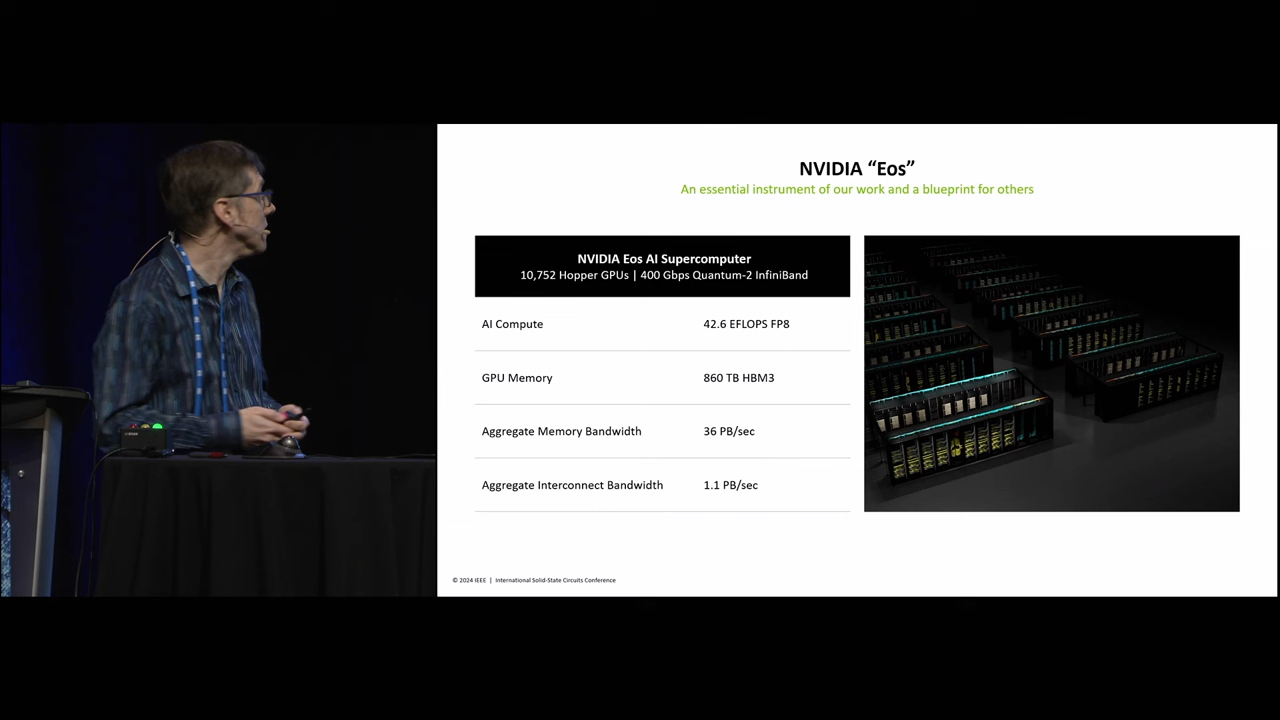 NVIDIA “Eos”
An essential instrument of our work and a blueprint for others
NVIDIA Eos AI Supercomputer
10,752 Hopper GPUs | 400 Gbps Quantum-2 InfiniBand
AI Compute 42.6 EFLOPS FP8
GPU Memory 860 TB HBM3
Aggregate Memory Bandwidth 36 PB/sec
Aggregate Interconnect Bandwidth 1.1 PB/sec
© 2024 IEEE | International Solid-State Circuits Conference